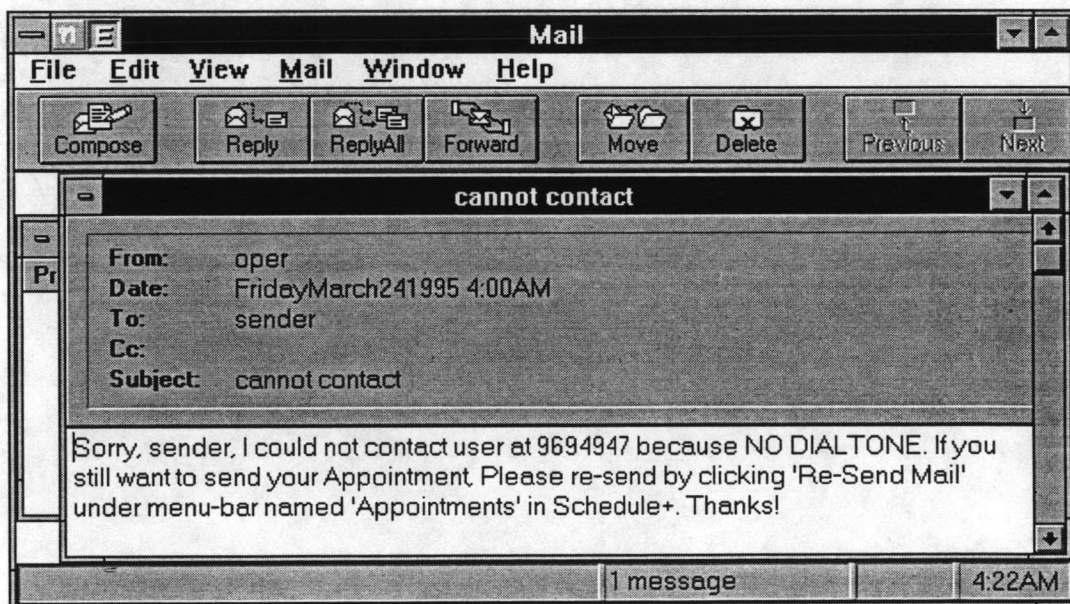 Mail
File Edit View Mail Window Help
Compose Reply ReplyAll Forward Move Delete Previous Next
cannot contact
Pr
From: oper
Date: FridayMarch241995 4:00AM
To: sender
Cc:
Subject: cannot contact
Sorry, sender, I could not contact user at 9694947 because NO DIALTONE. If you
still want to send your Appointment, Please re-send by clicking 'Re-Send Mail'
under menu-bar named 'Appointments' in Schedule+. Thanks!
1 message 4:22AM